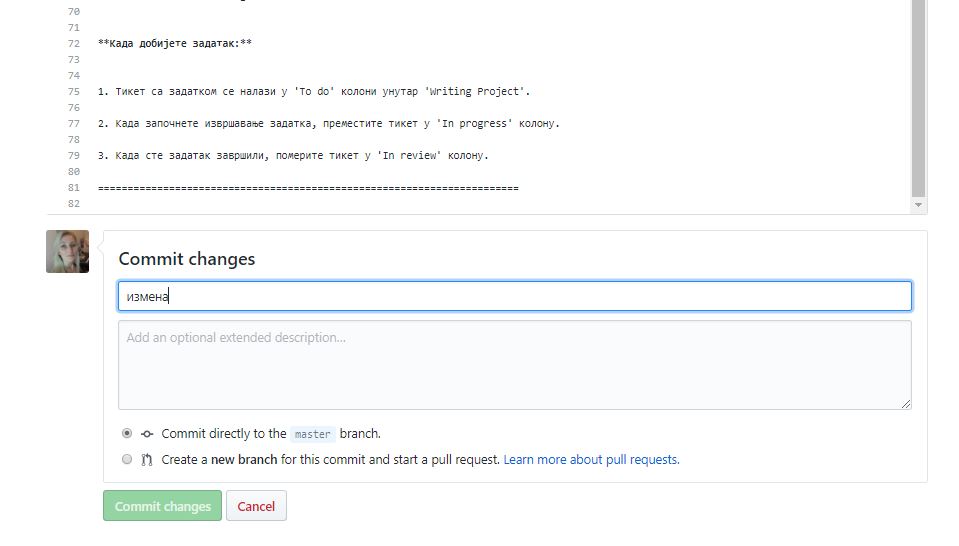 70
71
72 **Када добијете задатак:**
73
74
75 1. Тикет са задатком се налази у 'To do' колони унутар 'Writing Project'.
76
77 2. Када започнете извршавање задатка, преместите тикет у 'In progress' колону.
78
79 3. Када сте задатак завршили, померите тикет у 'In review' колону.
80
81 =======================================================================
82
Commit changes
измена
Add an optional extended description...
Commit directly to the master branch.
Create a new branch for this commit and start a pull request. Learn more about pull requests.
Commit changes Cancel